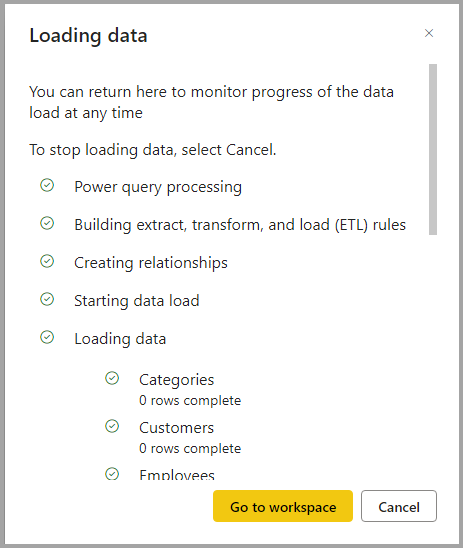 Loading data
You can return here to monitor progress of the data
load at any time
To stop loading data, select Cancel.
Power query processing
Building extract, transform, and load (ETL) rules
Creating relationships
Starting data load
Loading data
Categories
0 rows complete
Customers
0 rows complete
Employees
Go to workspace
Cancel